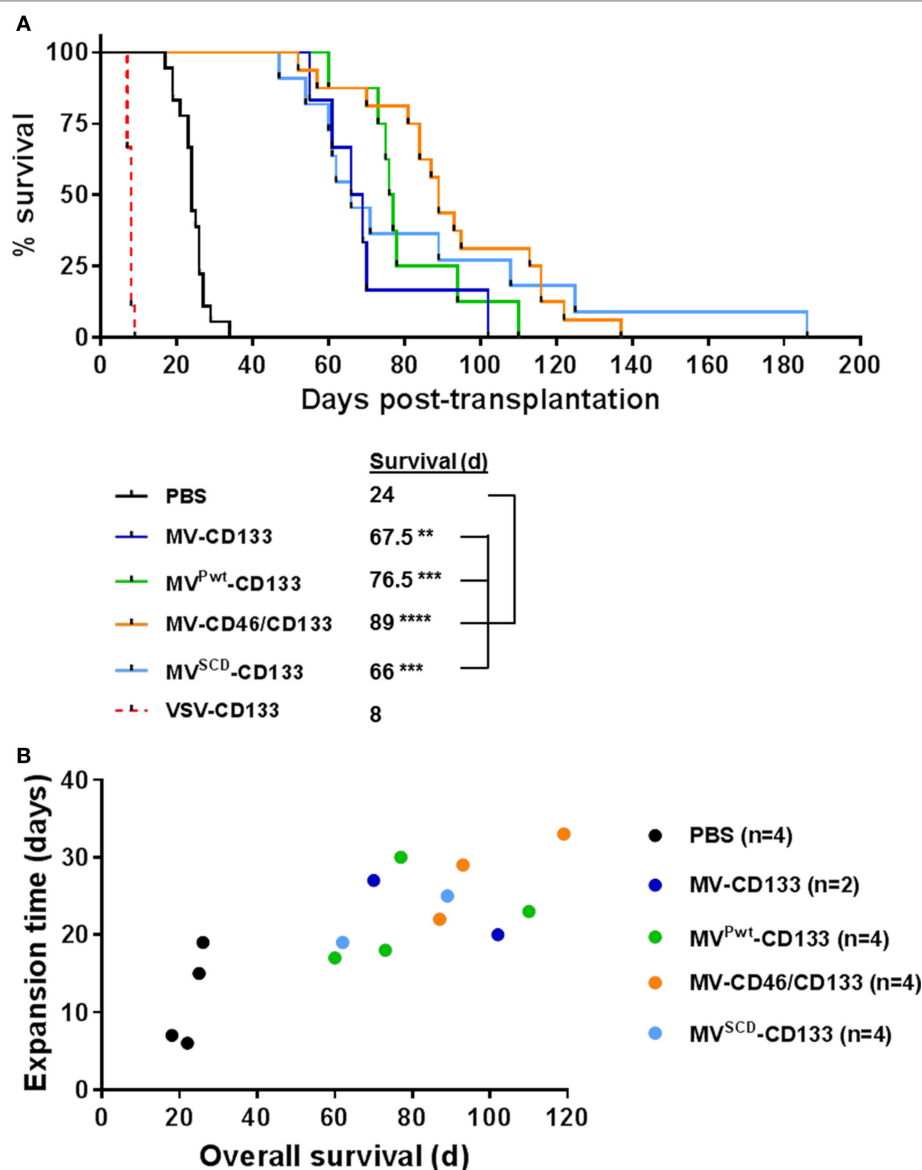 A
100
75
50
25
0
% survival
0 20 40 60 80 100 120 140 160 180 200
Days post-transplantation
Survival (d)
PBS 24
MV-CD133 67.5 **
MVPwt-CD133 76.5 ***
MV-CD46/CD133 89 ****
MVSCD-CD133 66 ***
VSV-CD133 8
B
40
30
20
10
0
Expansion time (days)
0 20 40 60 80 100 120
Overall survival (d)
PBS (n=4)
MV-CD133 (n=2)
MVPwt-CD133 (n=4)
MV-CD46/CD133 (n=4)
MVSCD-CD133 (n=4)